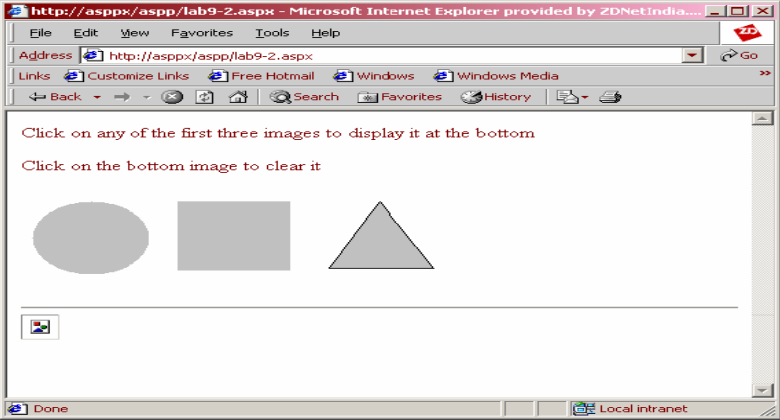 http://asppx/aspp/lab9-2.aspx - Microsoft Internet Explorer provided by ZDNetIndia....
File Edit View Favorites Tools Help
ZD
Address http://asppx/aspp/lab9-2.aspx Go
Links Customize Links Free Hotmail Windows Windows Media »
Back Search Favorites History
Click on any of the first three images to display it at the bottom
Click on the bottom image to clear it
Done Local intranet